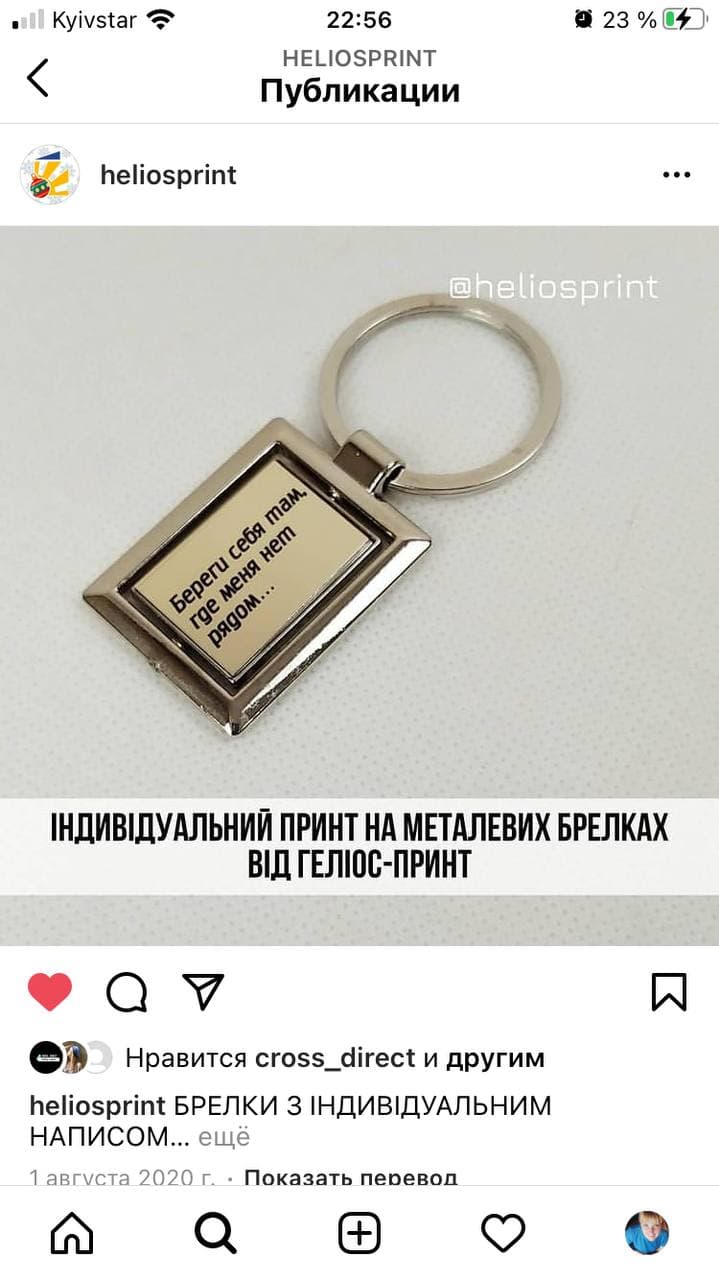 Kyivstar 22:56 23 %
HELIOSPRINT
Публикации
heliosprint
@heliosprint
Береги себя там,
где меня нет
рядом...
ІНДИВІДУАЛЬНИЙ ПРИНТ НА МЕТАЛЕВИХ БРЕЛКАХ
ВІД ГЕЛІОС-ПРИНТ
Нравится cross_direct и другим
heliosprint БРЕЛКИ З ІНДИВІДУАЛЬНИМ
НАПИСОМ... ещё
1 августа 2020 г. · Показать перевод